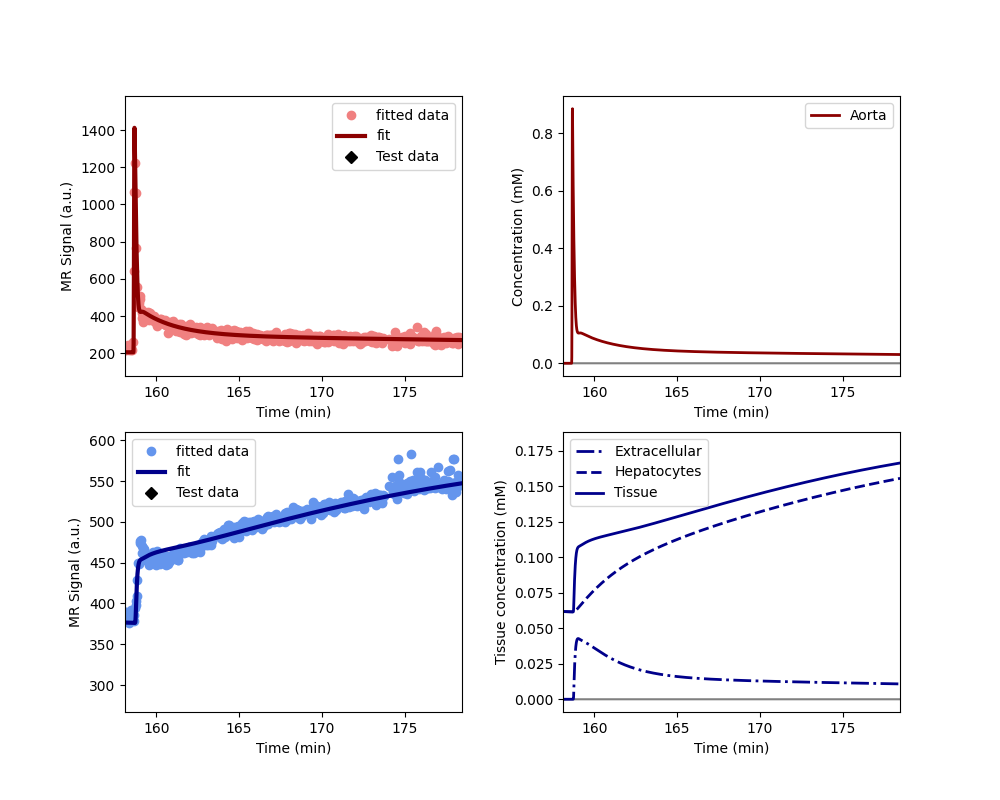 1400
1200
1000
800
600
400
200
MR Signal (a.u.)
160
165
170
175
Time (min)
fitted data
fit
Test data
0.8
0.6
0.4
0.2
0.0
Concentration (mM)
160
165
170
175
Time (min)
Aorta
600
550
500
450
400
350
300
MR Signal (a.u.)
160
165
170
175
Time (min)
fitted data
fit
Test data
0.175
0.150
0.125
0.100
0.075
0.050
0.025
0.000
Tissue concentration (mM)
160
165
170
175
Time (min)
Extracellular
Hepatocytes
Tissue